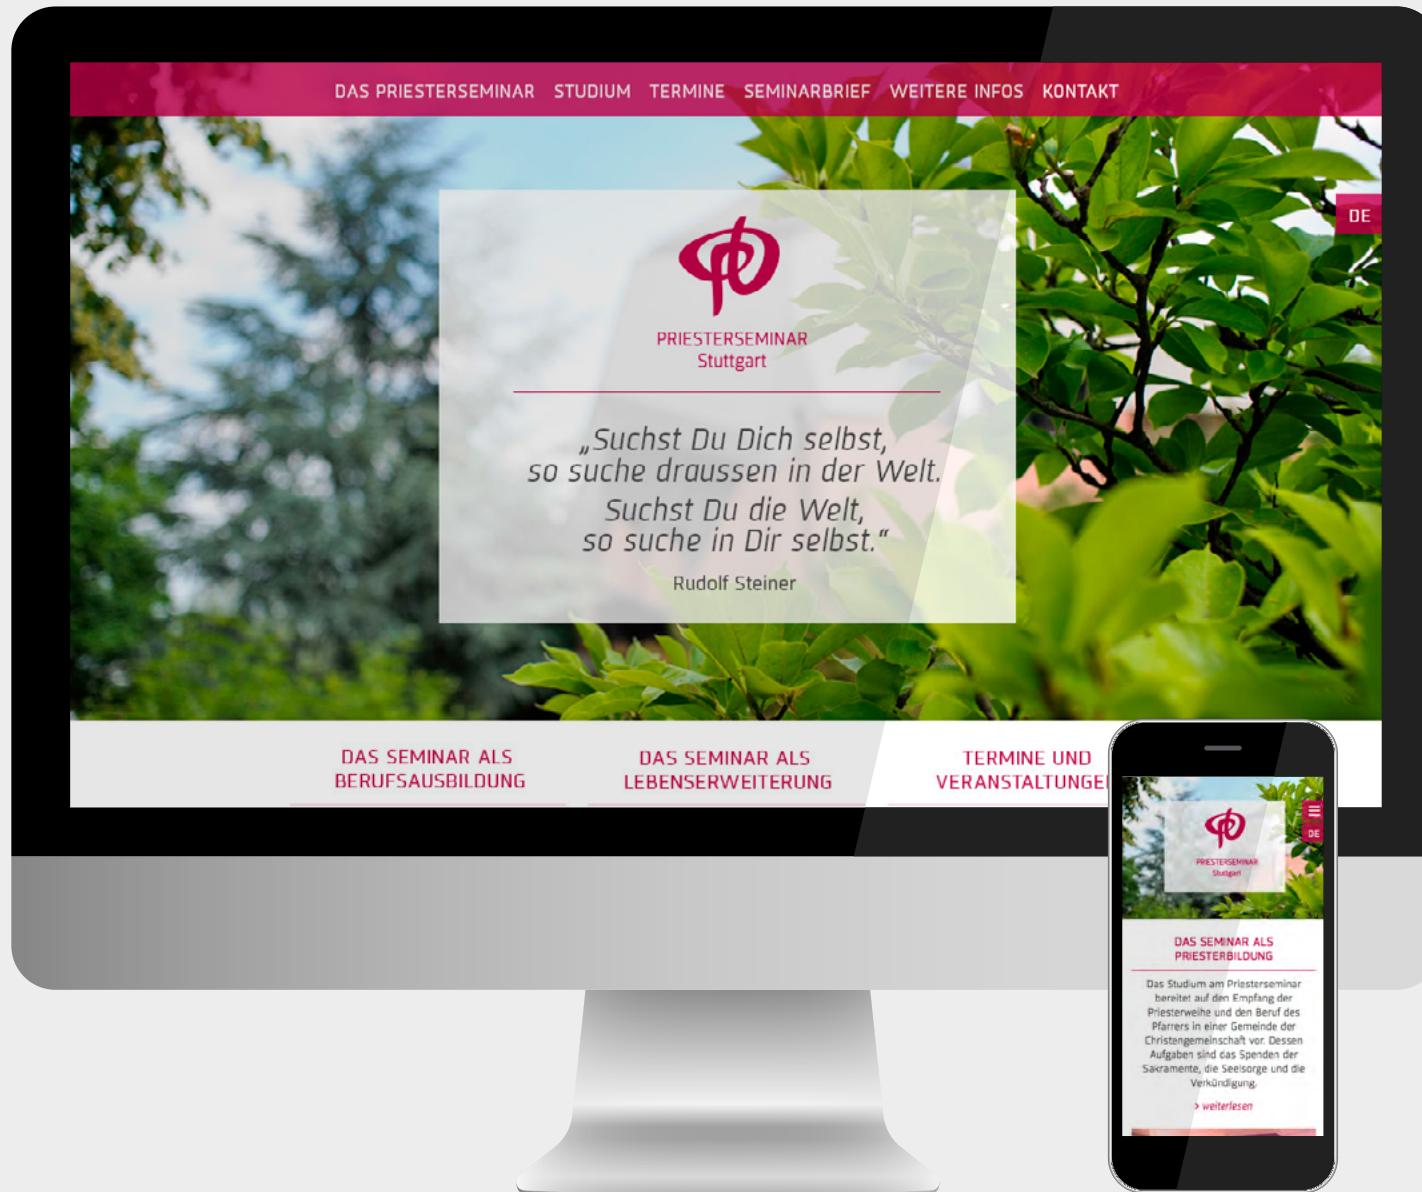 DAS PRIESTERSEMINAR STUDIUM TERMINE SEMINARBRIEF WEITERE INFOS KONTAKT
DE
PRIESTERSEMINAR
Stuttgart
„Suchst Du Dich selbst,
so suche draussen in der Welt.
Suchst Du die Welt,
so suche in Dir selbst.“
Rudolf Steiner
DAS SEMINAR ALS
BERUFSAUSBILDUNG
DAS SEMINAR ALS
LEBENSERWEITERUNG
TERMINE UND
VERANSTALTUNGE
DE
PRIESTERSEMINAR
Stuttgart
DAS SEMINAR ALS
PRIESTERBILDUNG
Das Studium am Priesterseminar
bereitet auf den Empfang der
Priesterweihe und den Beruf des
Pfarrers in einer Gemeinde der
Christengemeinschaft vor. Dessen
Aufgaben sind das Spenden der
Sakramente, die Seelsorge und die
Verkündigung.
> weiterlesen